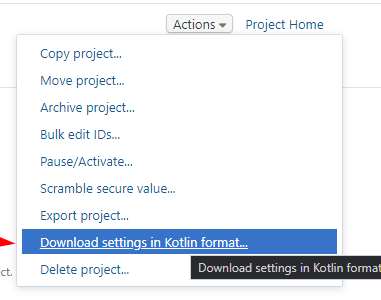 Actions Project Home
Copy project...
Move project...
Archive project...
Bulk edit IDs...
Pause/Activate...
Scramble secure value...
Export project...
Download settings in Kotlin format...
ect.
Delete project...
Download settings in Kotlin format